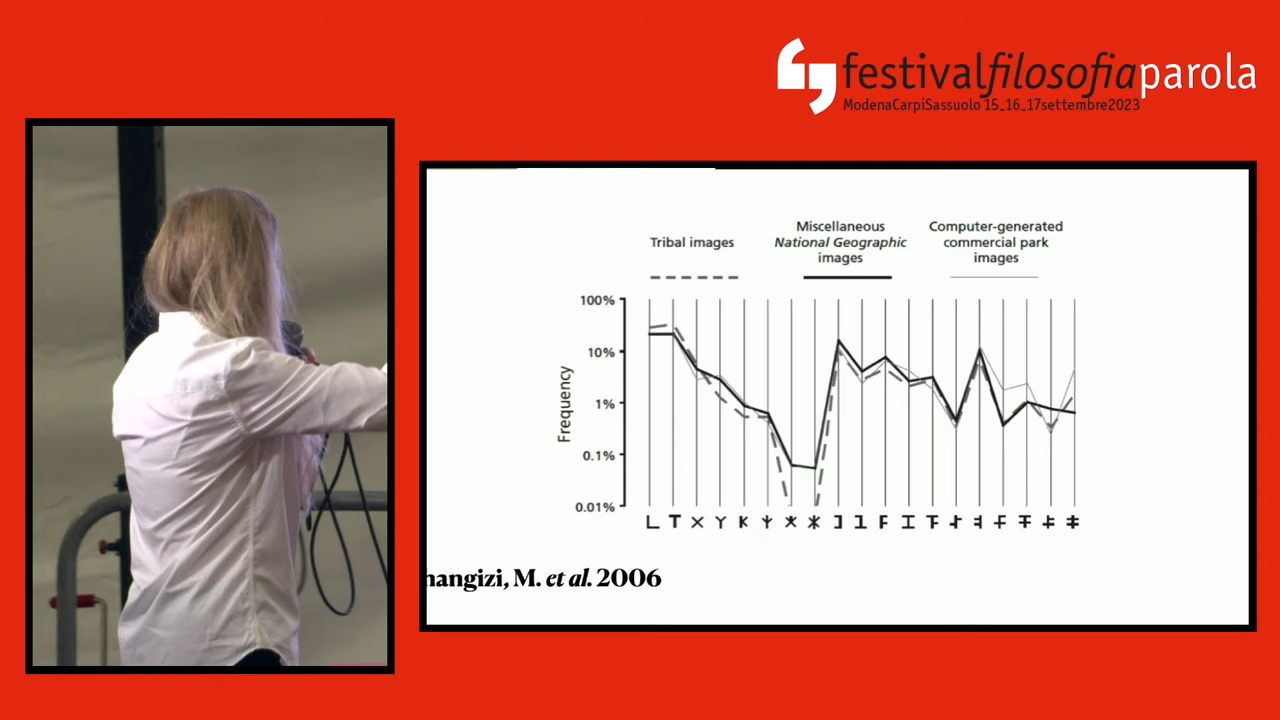 festivalfilosofiaparola
ModenaCarpiSassuolo 15_16_17settembre2023
Tribal images
Miscellaneous
National Geographic
images
Computer-generated
commercial park
images
100%
10%
1%
0.1%
0.01%
Frequency
hangizi, M. et al. 2006